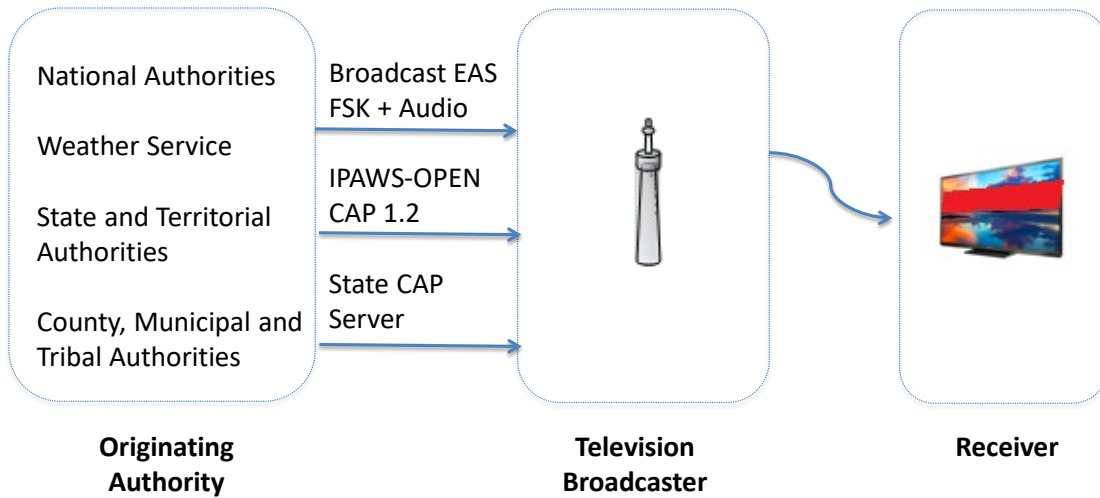 National Authorities
Weather Service
State and Territorial
Authorities
County, Municipal and
Tribal Authorities
Broadcast EAS
FSK + Audio
IPAWS-OPEN
CAP 1.2
State CAP
Server
Originating
Authority
Television
Broadcaster
Receiver